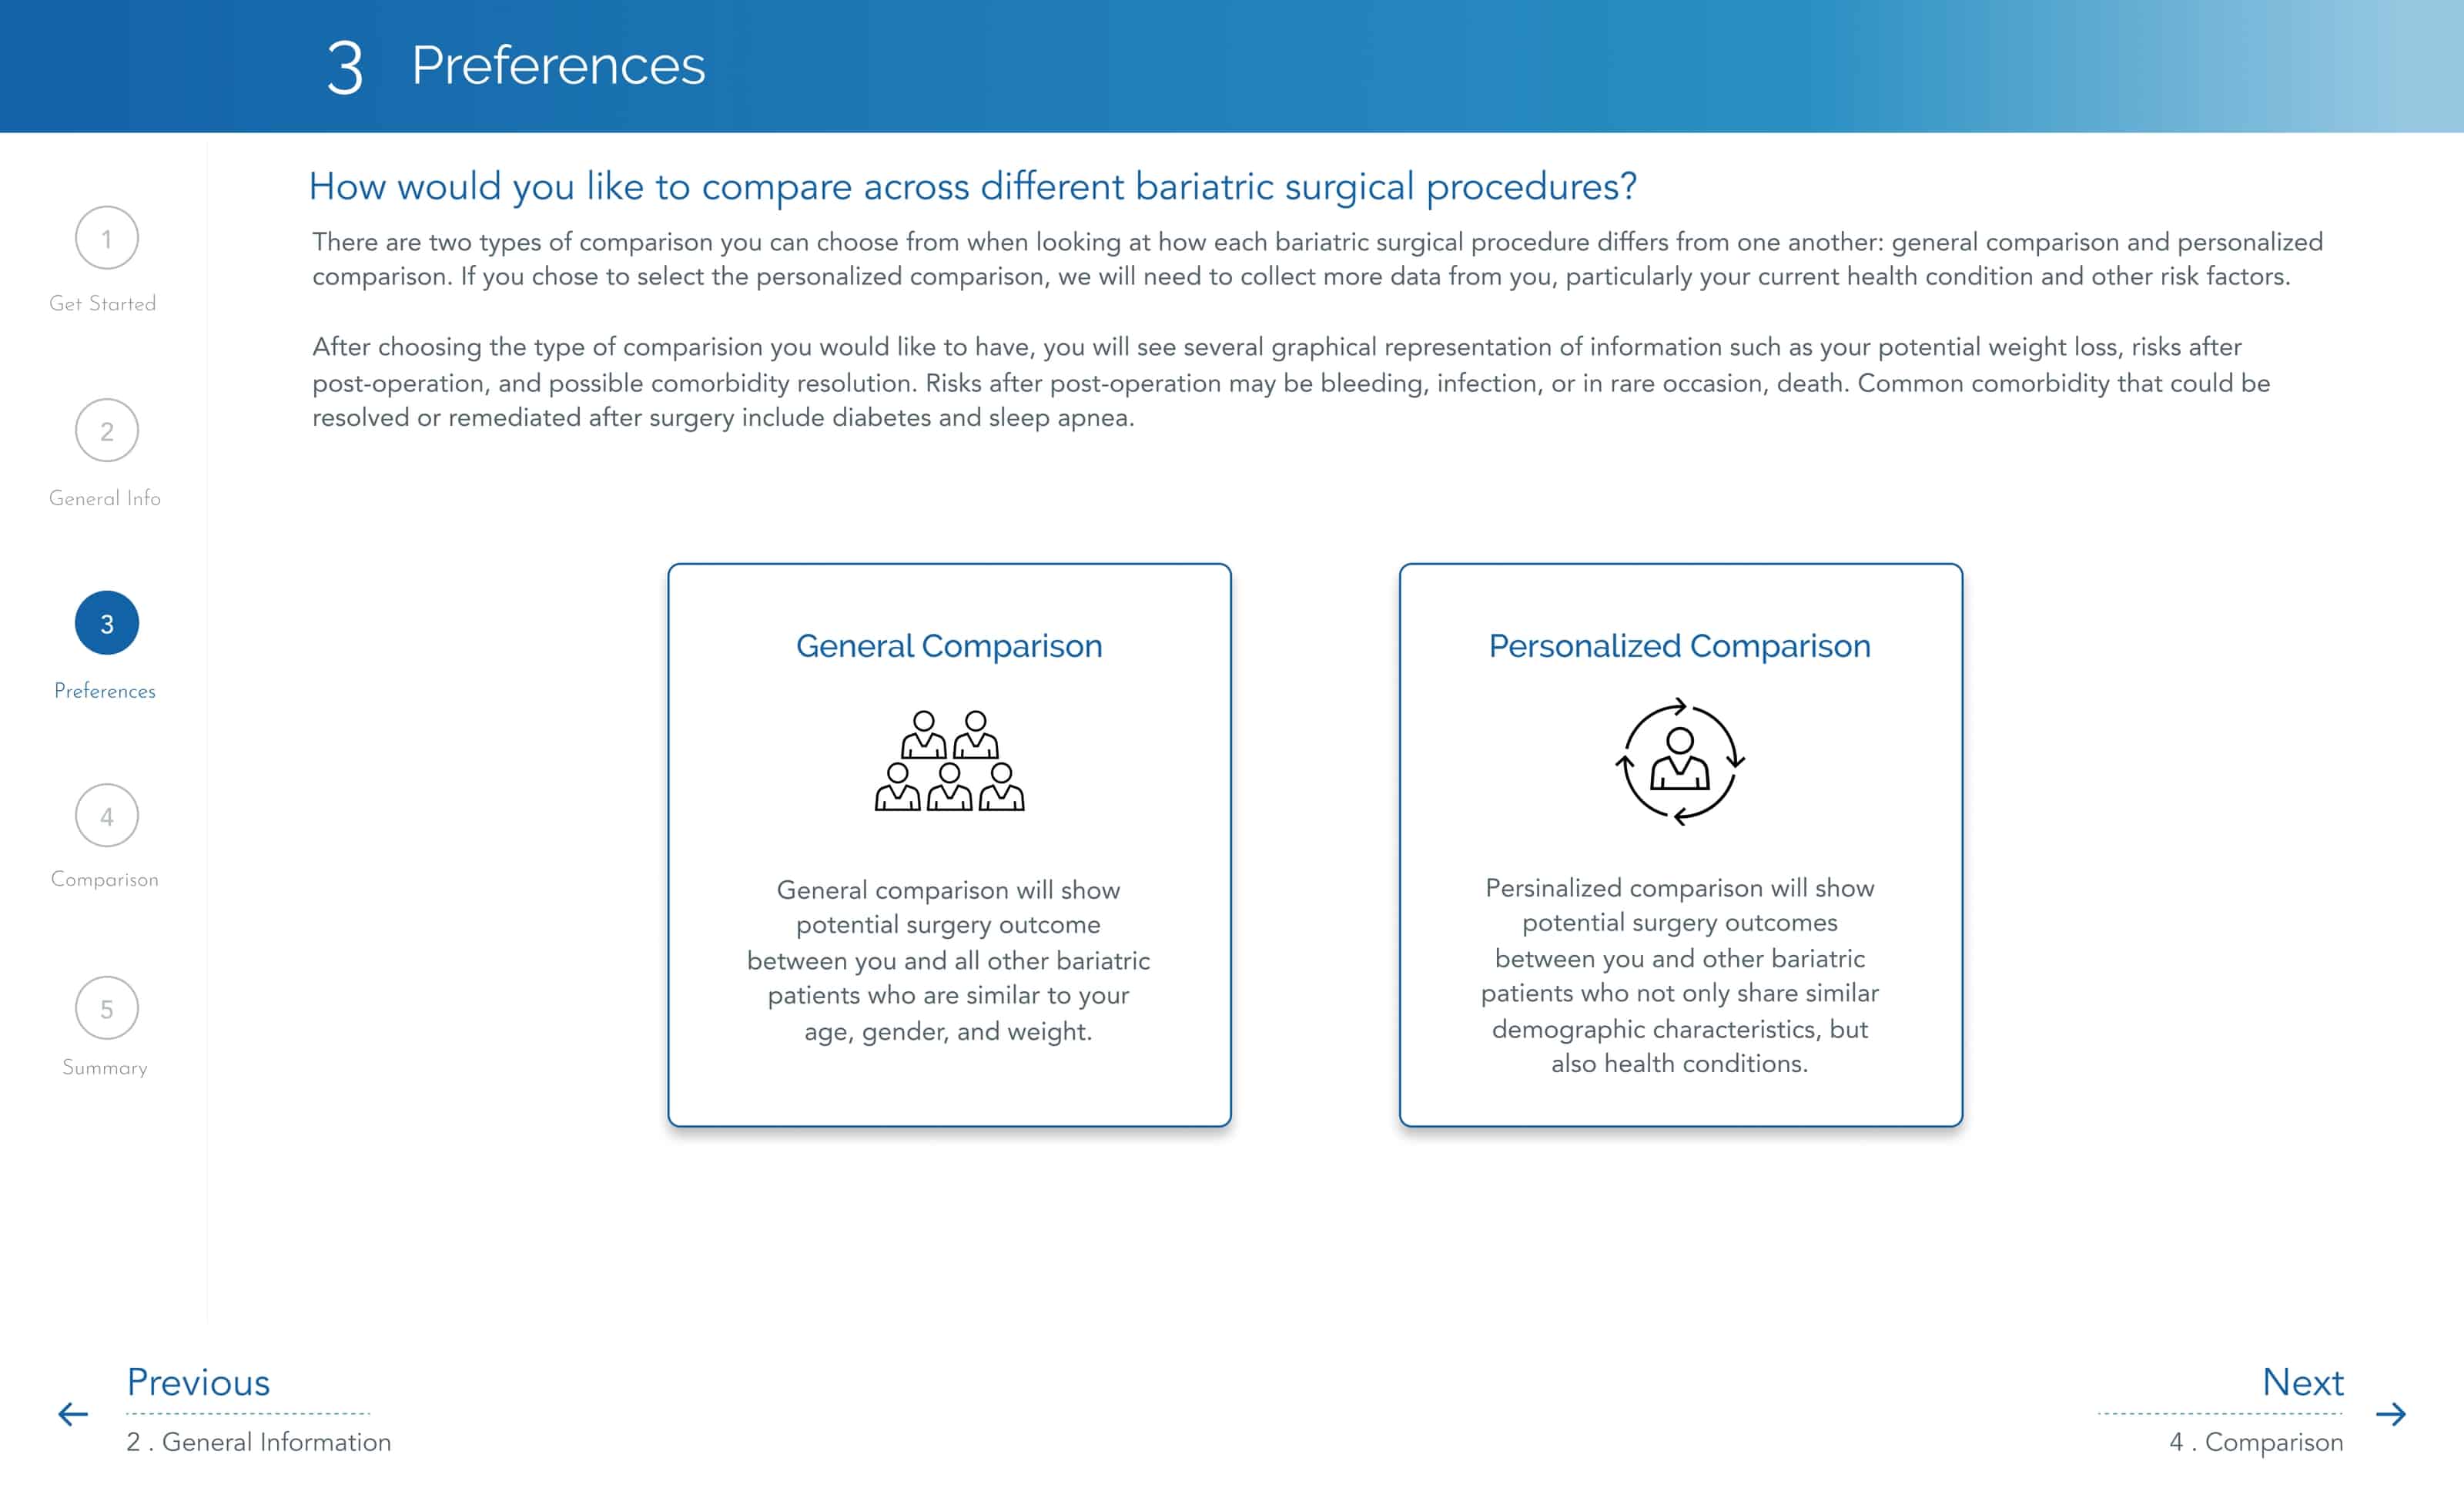 3 Preferences
How would you like to compare across different bariatric surgical procedures?
There are two types of comparison you can choose from when looking at how each bariatric surgical procedure differs from one another: general comparison and personalized
comparison. If you chose to select the personalized comparison, we will need to collect more data from you, particularly your current health condition and other risk factors.
After choosing the type of comparision you would like to have, you will see several graphical representation of information such as your potential weight loss, risks after
post-operation, and possible comorbidity resolution. Risks after post-operation may be bleeding, infection, or in rare occasion, death. Common comorbidity that could be
resolved or remediated after surgery include diabetes and sleep apnea.
1
Get Started
2
General Info
3
Preferences
4
Comparison
5
Summary
General Comparison
General comparison will show
potential surgery outcome
between you and all other bariatric
patients who are similar to your
age, gender, and weight.
Personalized Comparison
Persinalized comparison will show
potential surgery outcomes
between you and other bariatric
patients who not only share similar
demographic characteristics, but
also health conditions.
Previous
2 . General Information
Next
4 . Comparison